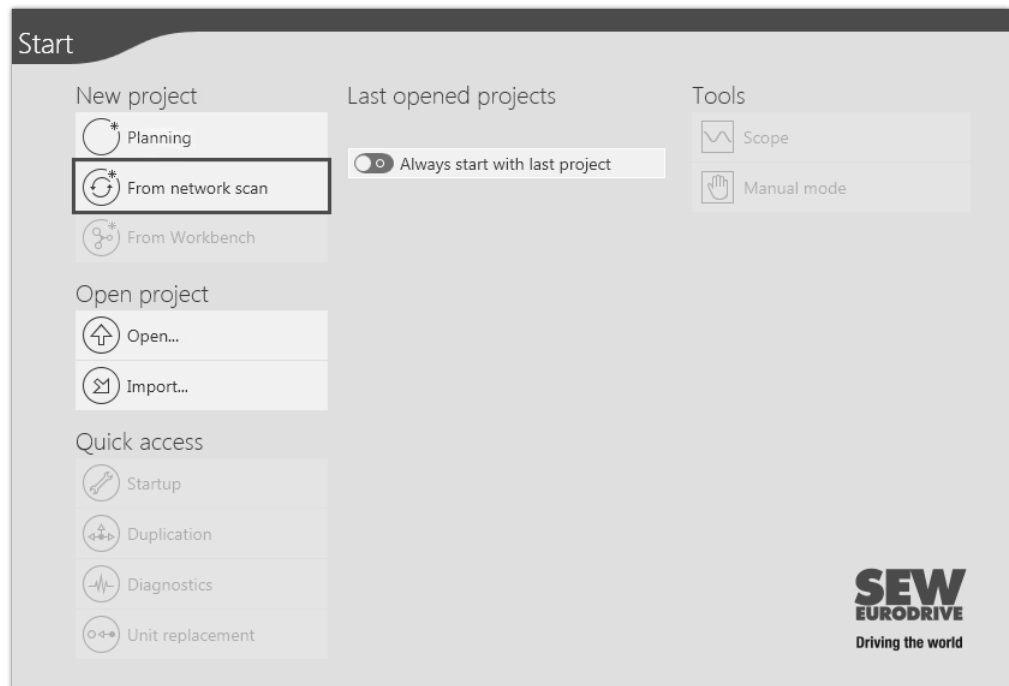 Start
New project
Planning
From network scan
From Workbench
Open project
Open...
Import...
Quick access
Startup
Duplication
Diagnostics
Unit replacement
Last opened projects
Always start with last project
Tools
Scope
Manual mode
SEW
EURODRIVE
Driving the world